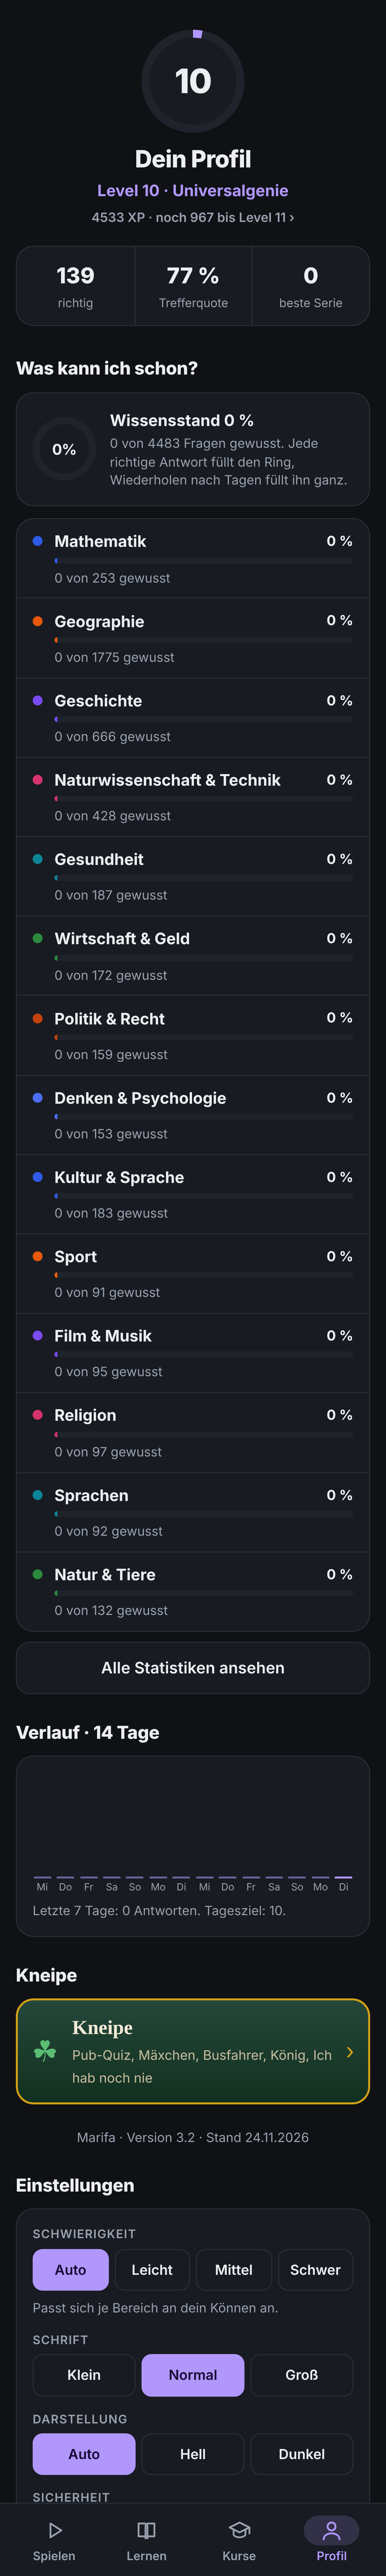 10
Dein Profil
Level 10 · Universalgenie
4533 XP · noch 967 bis Level 11 ›
139
richtig
77 %
Trefferquote
0
beste Serie
Was kann ich schon?
0%
Wissensstand 0 %
0 von 4483 Fragen gewusst. Jede
richtige Antwort füllt den Ring,
Wiederholen nach Tagen füllt ihn ganz.
Mathematik 0 %
0 von 253 gewusst
Geographie 0 %
0 von 1775 gewusst
Geschichte 0 %
0 von 666 gewusst
Naturwissenschaft & Technik 0 %
0 von 428 gewusst
Gesundheit 0 %
0 von 187 gewusst
Wirtschaft & Geld 0 %
0 von 172 gewusst
Politik & Recht 0 %
0 von 159 gewusst
Denken & Psychologie 0 %
0 von 153 gewusst
Kultur & Sprache 0 %
0 von 183 gewusst
Sport 0 %
0 von 91 gewusst
Film & Musik 0 %
0 von 95 gewusst
Religion 0 %
0 von 97 gewusst
Sprachen 0 %
0 von 92 gewusst
Natur & Tiere 0 %
0 von 132 gewusst
Alle Statistiken ansehen
Verlauf · 14 Tage
Mi Do Fr Sa So Mo Di Mi Do Fr Sa So Mo Di
Letzte 7 Tage: 0 Antworten. Tagesziel: 10.
Kneipe
Kneipe
Pub-Quiz, Mäxchen, Busfahrer, König, Ich
hab noch nie
Marifa · Version 3.2 · Stand 24.11.2026
Einstellungen
SCHWIERIGKEIT
Auto Leicht Mittel Schwer
Passt sich je Bereich an dein Können an.
SCHRIFT
Klein Normal Groß
DARSTELLUNG
Auto Hell Dunkel
SICHERHEIT
Spielen Lernen Kurse Profil